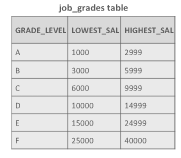 job_grades table
GRADE_LEVEL LOWEST_SAL HIGHEST_SAL
A 1000 2999
B 3000 5999
C 6000 9999
D 10000 14999
E 15000 24999
F 25000 40000